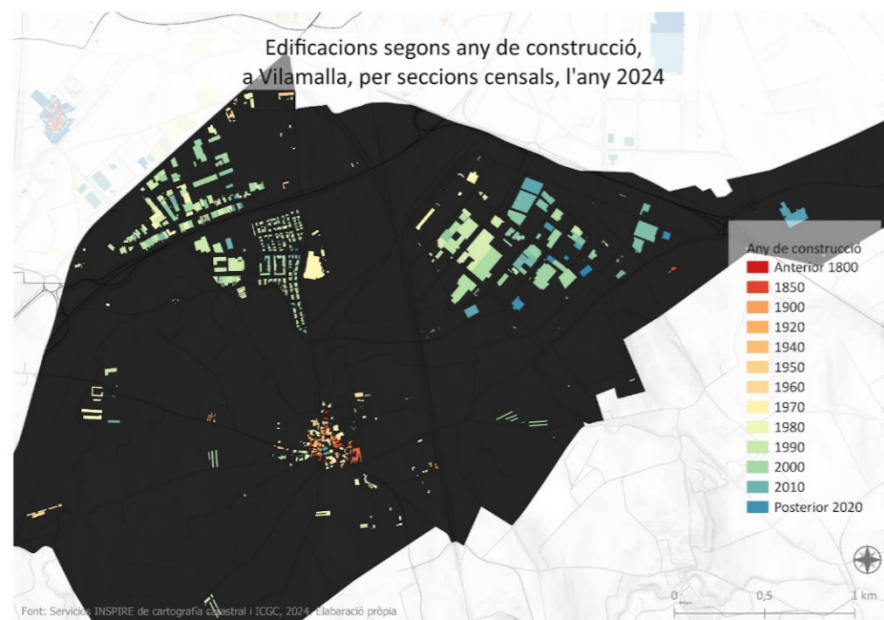 Edificacions segons any de construcció,
a Vilamalla, per seccions censals, l'any 2024
Any de construcció
Anterior 1800
1850
1900
1920
1940
1950
1960
1970
1980
1990
2000
2010
Posterior 2020
0
0,5
1 km
Font: Servicios INSPIRE de cartografía catastral i ICGC, 2024. Elabaració pròpia